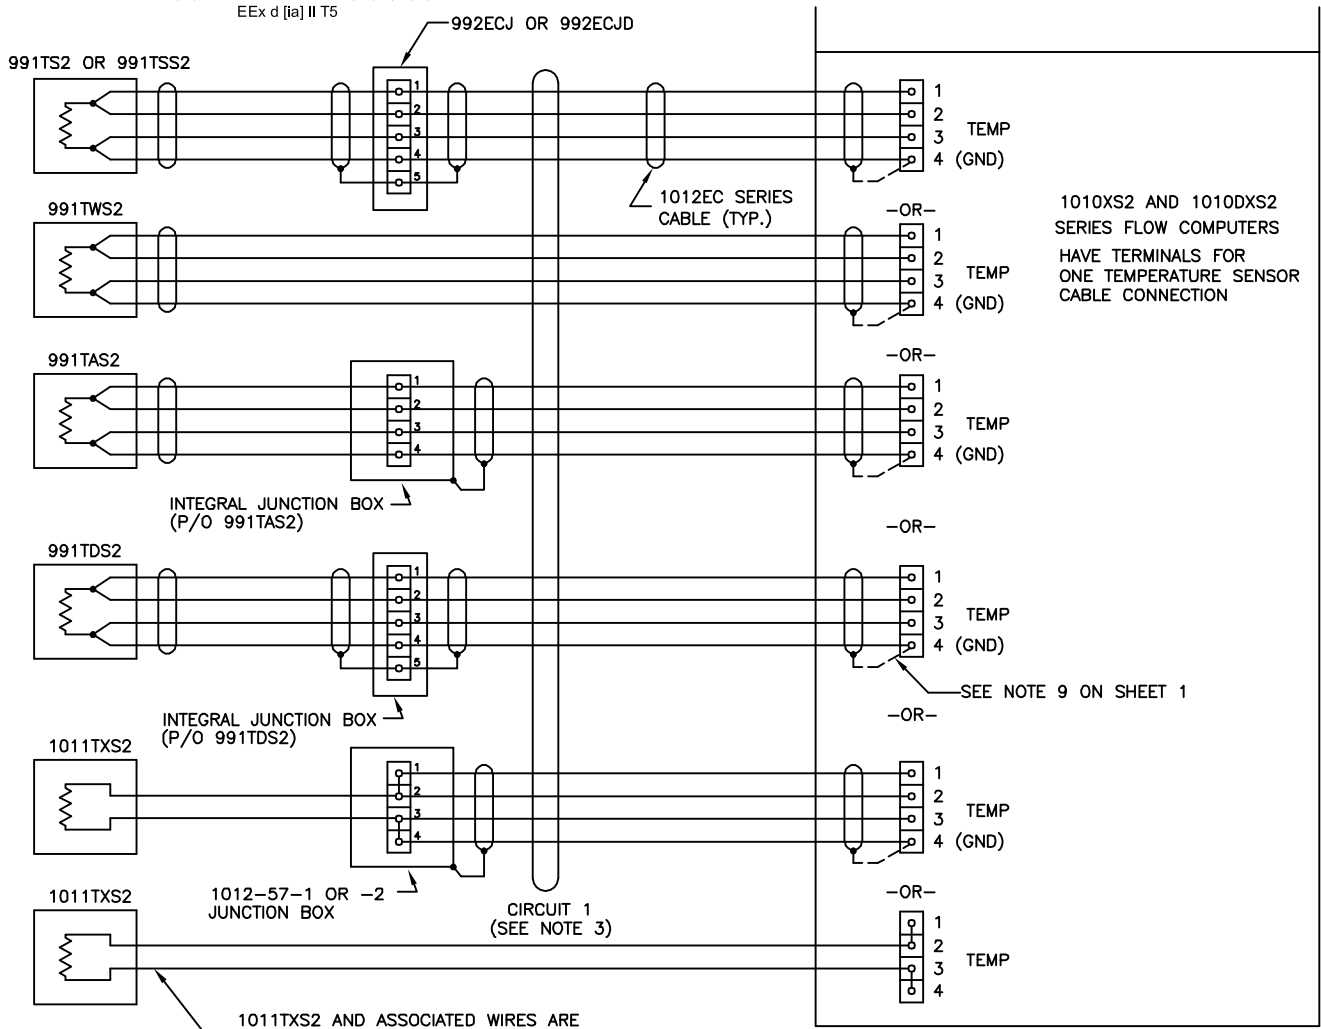 EEx d [ia] II T5
992ECJ OR 992ECJD
991TS2 OR 991TSS2
1
2
3
4
5
1
2
3
4 (GND)
TEMP
1012EC SERIES
CABLE (TYP.)
1010XS2 AND 1010DXS2
SERIES FLOW COMPUTERS
HAVE TERMINALS FOR
ONE TEMPERATURE SENSOR
CABLE CONNECTION
-OR-
991TWS2
1
2
3
4 (GND)
TEMP
-OR-
991TAS2
1
2
3
4
1
2
3
4 (GND)
TEMP
INTEGRAL JUNCTION BOX
(P/O 991TAS2)
-OR-
991TDS2
1
2
3
4
5
1
2
3
4 (GND)
TEMP
SEE NOTE 9 ON SHEET 1
INTEGRAL JUNCTION BOX
(P/O 991TDS2)
-OR-
1011TXS2
1
2
3
4
1
2
3
4 (GND)
TEMP
1012-57-1 OR -2
JUNCTION BOX
CIRCUIT 1
(SEE NOTE 3)
-OR-
1011TXS2
1
2
3
4
TEMP
1011TXS2 AND ASSOCIATED WIRES ARE